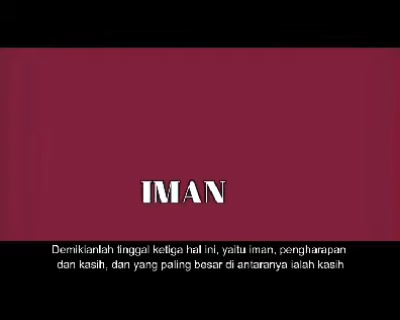 IMAN
Demikianlah tinggal ketiga hal ini, yaitu iman, pengharapan
dan kasih, dan yang paling besar di antaranya ialah kasih